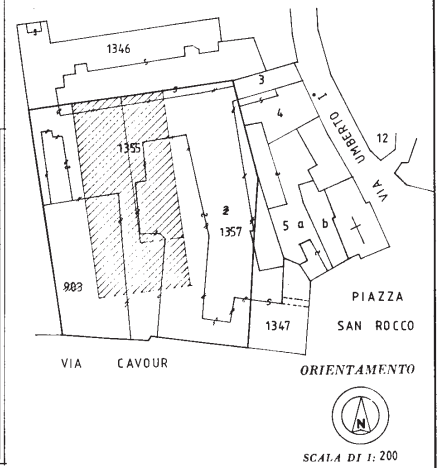 1346
3
4
VIA UMBERTO I°
12
1355
2
1357
5 a b
903
1347
PIAZZA
SAN ROCCO
VIA CAVOUR
ORIENTAMENTO
N
SCALA DI 1: 200